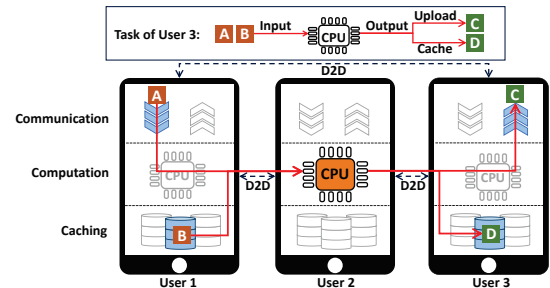 Task of User 3: A B Input CPU Output Upload C
Cache D
D2D
A C
Communication
Computation CPU D2D CPU D2D CPU
Caching B D
User 1 User 2 User 3